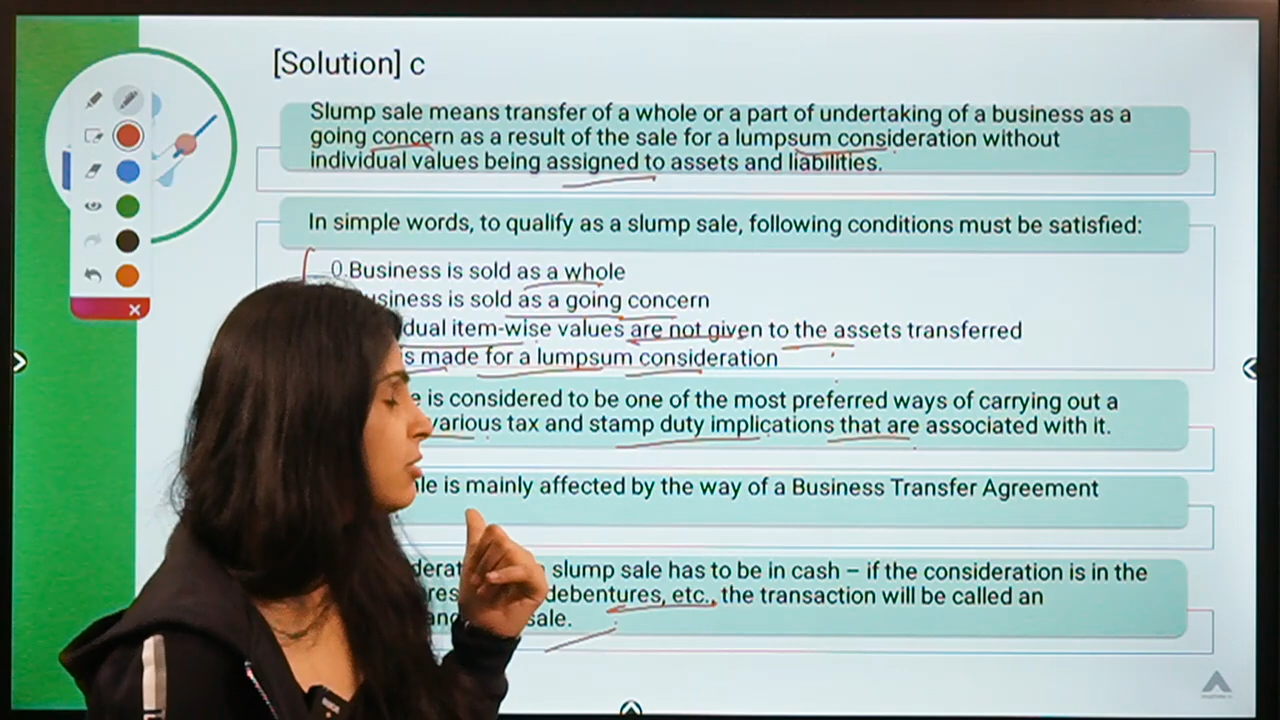 [Solution] c
Slump sale means transfer of a whole or a part of undertaking of a business as a
going concern as a result of the sale for a lumpsum consideration without
individual values being assigned to assets and liabilities.
In simple words, to qualify as a slump sale, following conditions must be satisfied:
Business is sold as a whole
is sold as a going concern
item-wise values are not given to the assets transferred
made for a lumpsum consideration
is considered to be one of the most preferred ways of carrying out a
various tax and stamp duty implications that are associated with it.
is mainly affected by the way of a Business Transfer Agreement
slump sale has to be in cash – if the consideration is in the
debentures, etc., the transaction will be called an
sale.